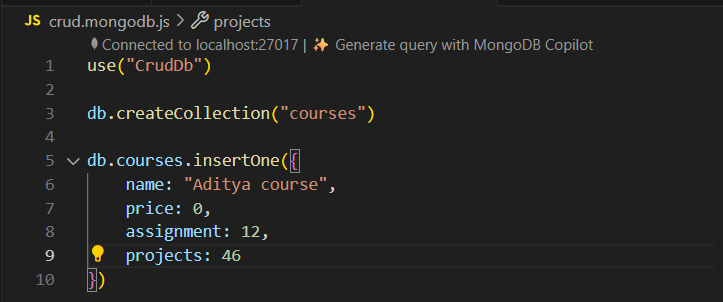 JS crud.mongodb.js > projects
Connected to localhost:27017 | ✨ Generate query with MongoDB Copilot
1 use("CrudDb")
2
3 db.createCollection("courses")
4
5 db.courses.insertOne({
6 name: "Aditya course",
7 price: 0,
8 assignment: 12,
9 projects: 46
10 })